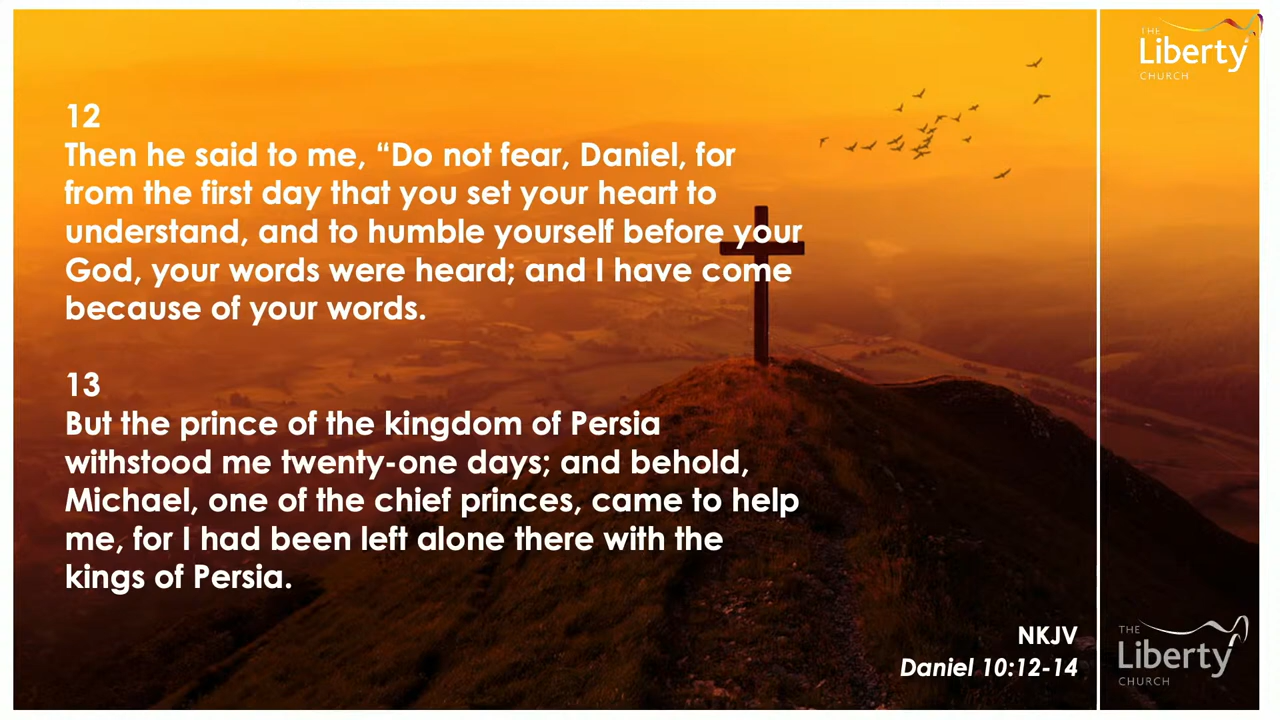 12
Then he said to me, “Do not fear, Daniel, for
from the first day that you set your heart to
understand, and to humble yourself before your
God, your words were heard; and I have come
because of your words.
13
But the prince of the kingdom of Persia
withstood me twenty-one days; and behold,
Michael, one of the chief princes, came to help
me, for I had been left alone there with the
kings of Persia.
NKJV
Daniel 10:12-14
THE
Liberty
CHURCH
THE
Liberty
CHURCH